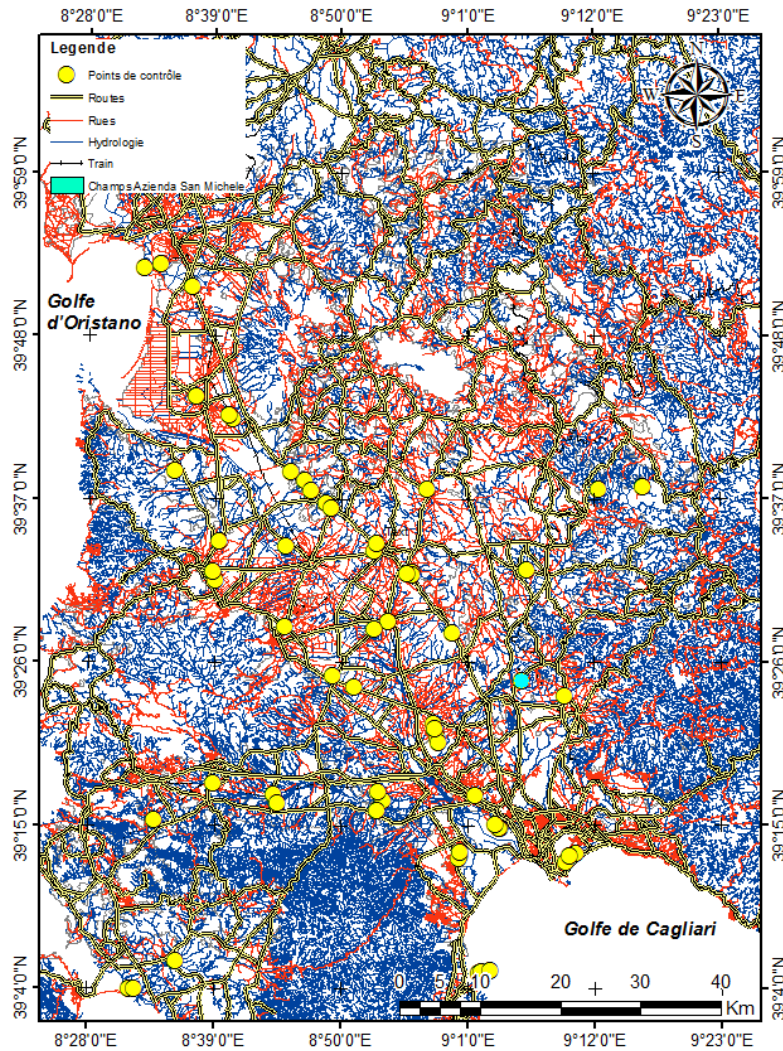 8°28'0"E 8°39'0"E 8°50'0"E 9°1'0"E 9°12'0"E 9°23'0"E
Legende
Points de contrôle
Routes
Rues
Hydrologie
Train
Champs Azienda San Michele
N
W E
S
39°59'0"N 39°59'0"N
Golfe
d'Oristano
39°48'0"N 39°48'0"N
39°37'0"N 39°37'0"N
39°26'0"N 39°26'0"N
39°15'0"N 39°15'0"N
Golfe de Cagliari
39°4'0"N 39°4'0"N
0 5 10 20 30 40
Km
8°28'0"E 8°39'0"E 8°50'0"E 9°1'0"E 9°12'0"E 9°23'0"E